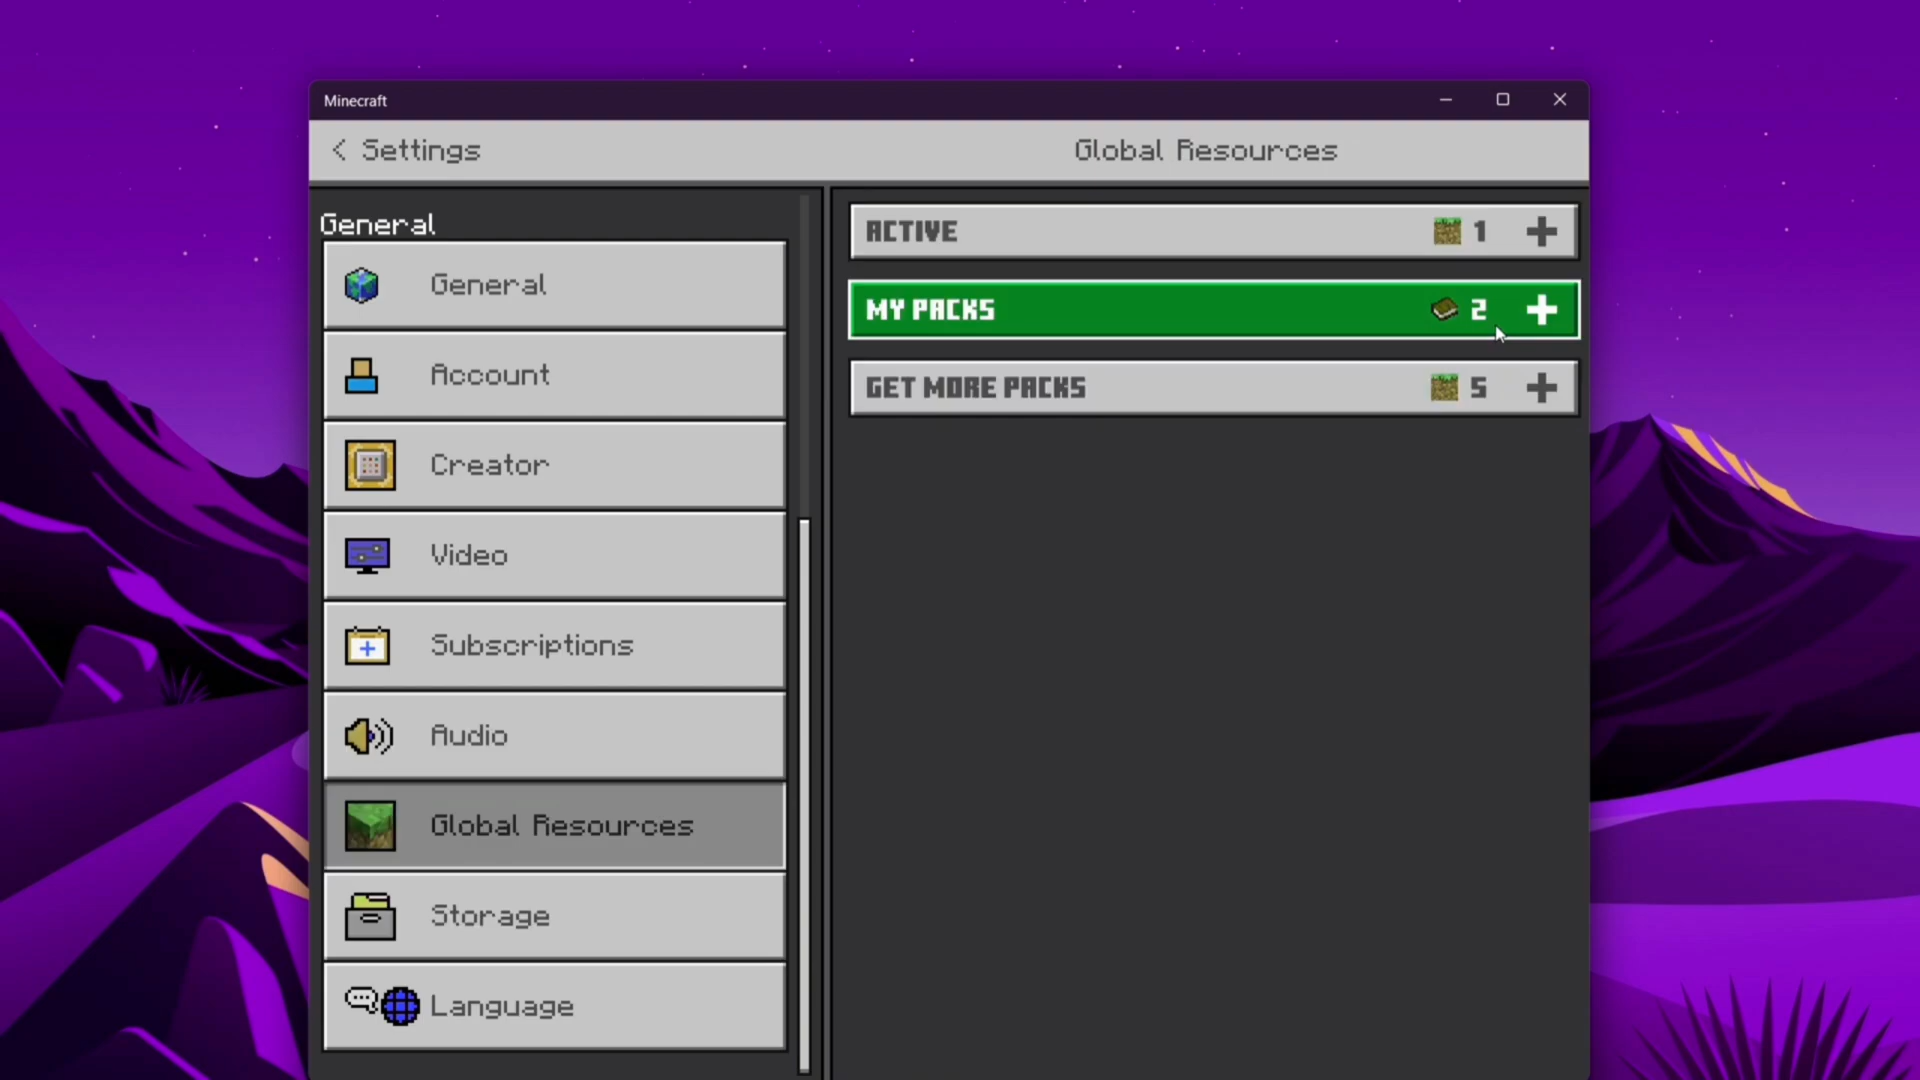 Minecraft
< Settings
Global Resources
General
General
Account
Creator
Video
Subscriptions
Audio
Global Resources
Storage
Language
ACTIVE 1 +
MY PACKS 2 +
GET MORE PACKS 5 +